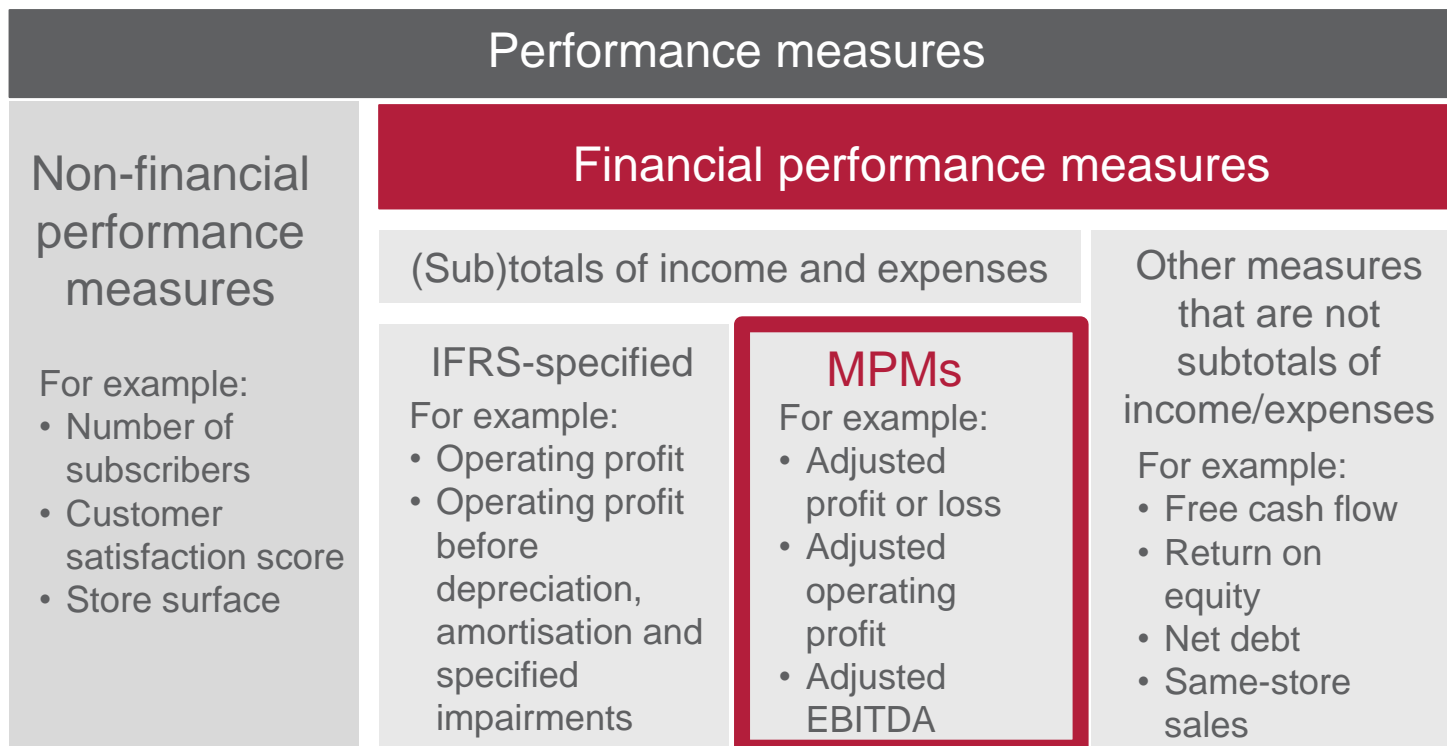 Performance measures
Non-financial
performance
measures
For example:
• Number of
subscribers
• Customer
satisfaction score
• Store surface
Financial performance measures
(Sub)totals of income and expenses
IFRS-specified
For example:
• Operating profit
• Operating profit
before
depreciation,
amortisation and
specified
impairments
MPMs
For example:
• Adjusted
profit or loss
• Adjusted
operating
profit
• Adjusted
EBITDA
Other measures
that are not
subtotals of
income/expenses
For example:
• Free cash flow
• Return on
equity
• Net debt
• Same-store
sales